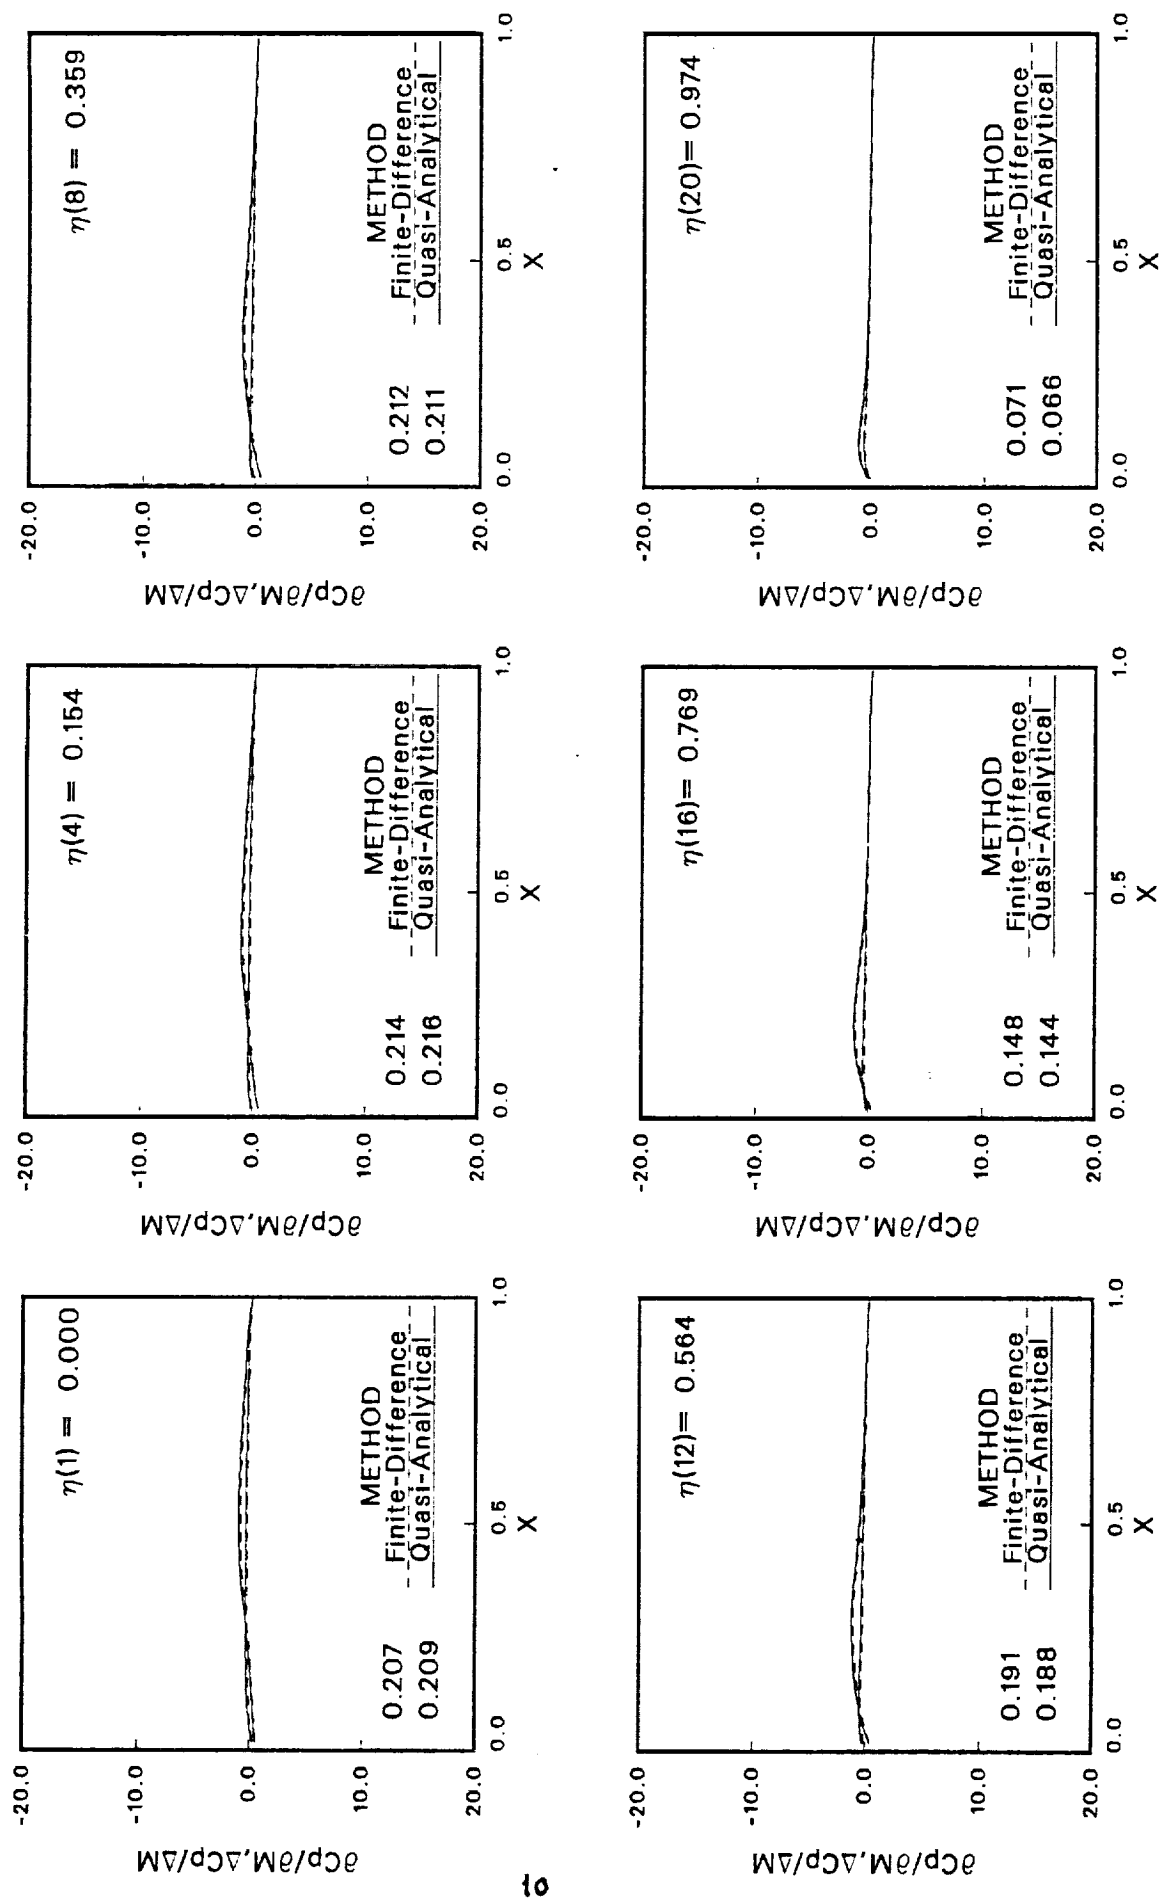 η(1) = 0.000
-20.0
-10.0
0.0
10.0
20.0
∂Cp/∂M,ΔCp/ΔM
METHOD
0.207 Finite-Difference
0.209 Quasi-Analytical
0.0 0.5 1.0
X
η(4) = 0.154
-20.0
-10.0
0.0
10.0
20.0
∂Cp/∂M,ΔCp/ΔM
METHOD
0.214 Finite-Difference
0.216 Quasi-Analytical
0.0 0.5 1.0
X
η(8) = 0.359
-20.0
-10.0
0.0
10.0
20.0
∂Cp/∂M,ΔCp/ΔM
METHOD
0.212 Finite-Difference
0.211 Quasi-Analytical
0.0 0.5 1.0
X
η(12)= 0.564
-20.0
-10.0
0.0
10.0
20.0
∂Cp/∂M,ΔCp/ΔM
METHOD
0.191 Finite-Difference
0.188 Quasi-Analytical
0.0 0.5 1.0
X
η(16)= 0.769
-20.0
-10.0
0.0
10.0
20.0
∂Cp/∂M,ΔCp/ΔM
METHOD
0.148 Finite-Difference
0.144 Quasi-Analytical
0.0 0.5 1.0
X
η(20)= 0.974
-20.0
-10.0
0.0
10.0
20.0
∂Cp/∂M,ΔCp/ΔM
METHOD
0.071 Finite-Difference
0.066 Quasi-Analytical
0.0 0.5 1.0
X
10